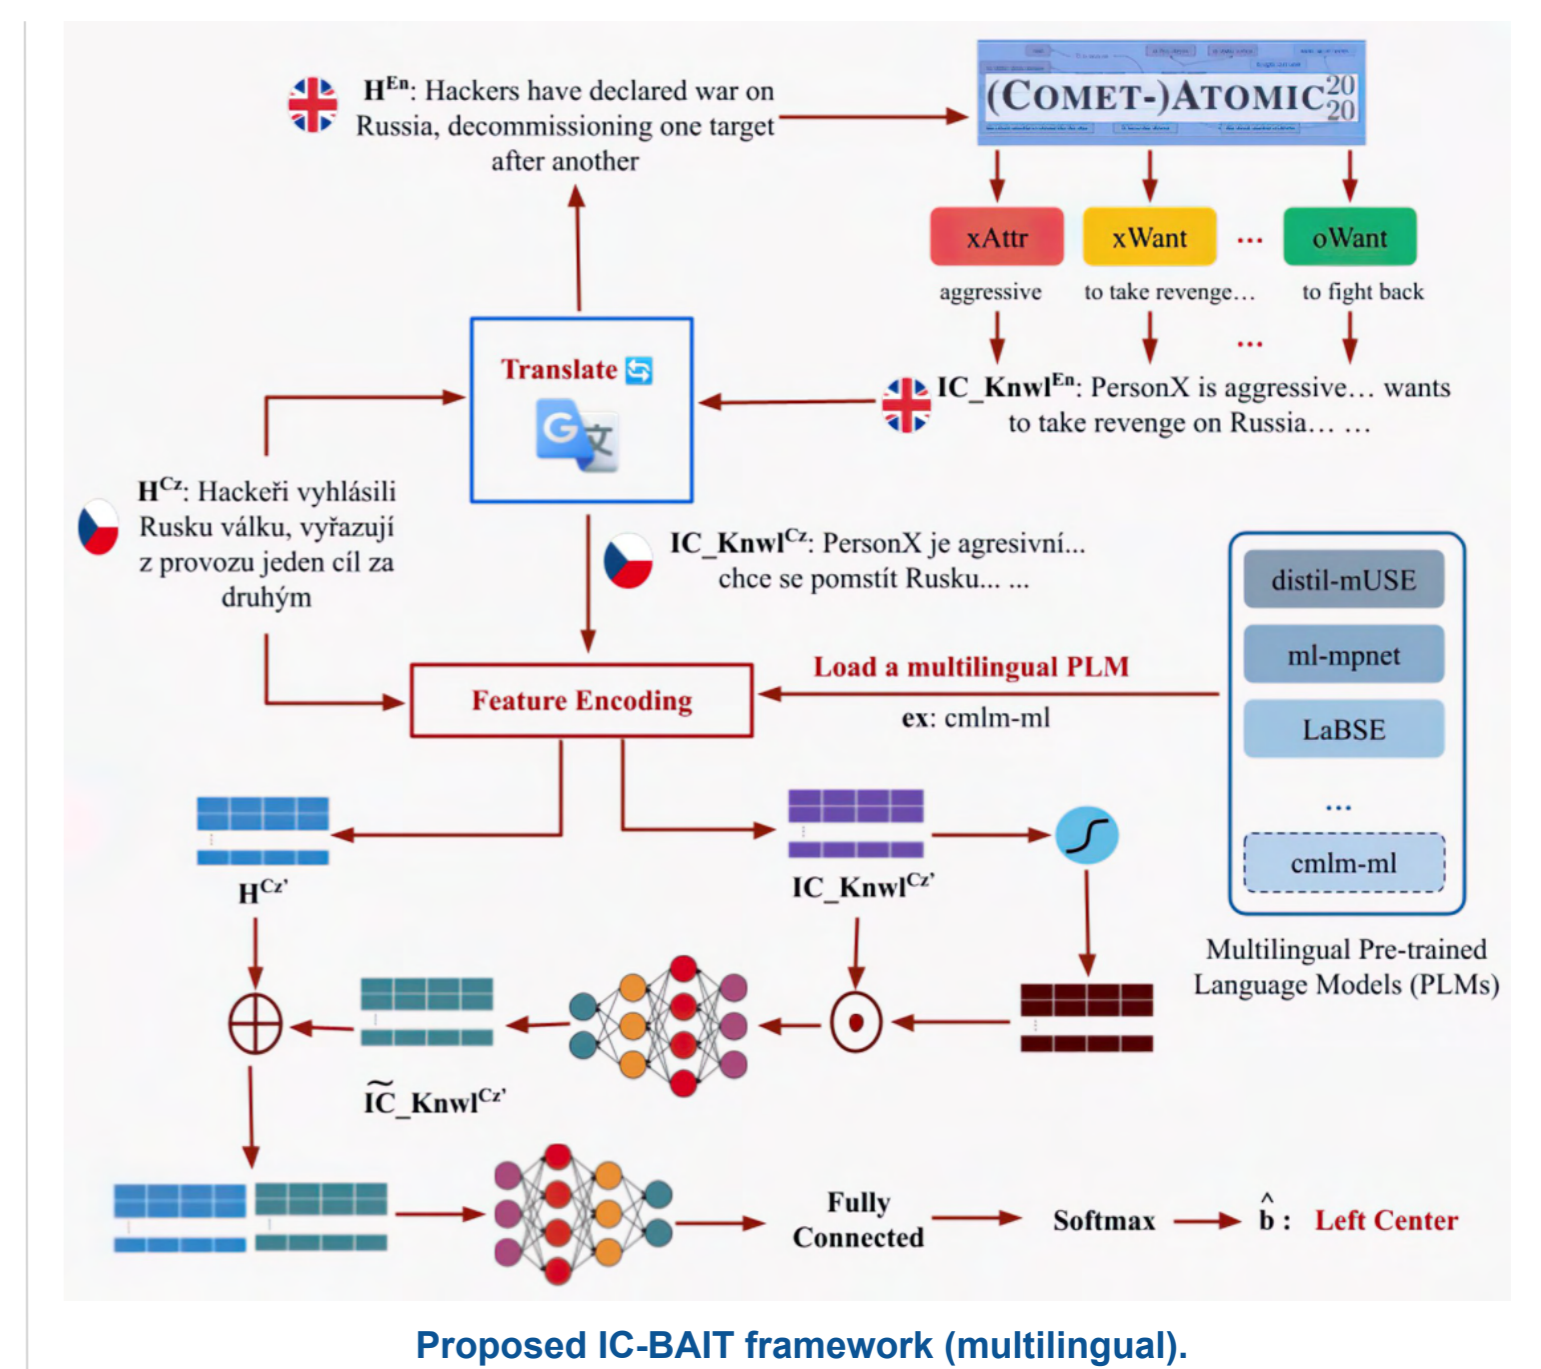 H^En: Hackers have declared war on
Russia, decommissioning one target
after another
(COMET-)ATOMIC 20 20
xAttr
xWant
...
oWant
aggressive
to take revenge…
to fight back
...
Translate
G 文
IC_Knwl^En: PersonX is aggressive… wants
to take revenge on Russia… …
H^Cz: Hackeři vyhlásili
Rusku válku, vyřazují
z provozu jeden cíl za
druhým
IC_Knwl^Cz: PersonX je agresivní...
chce se pomstít Rusku... ...
Feature Encoding
Load a multilingual PLM
ex: cmlm-ml
distil-mUSE
ml-mpnet
LaBSE
...
cmlm-ml
Multilingual Pre-trained
Language Models (PLMs)
H^Cz’
IC_Knwl^Cz’
ĨC_Knwl^Cz’
Fully
Connected
Softmax
b̂ : Left Center
Proposed IC-BAIT framework (multilingual).